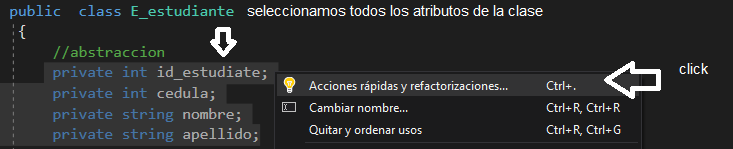 public class E_estudiante seleccionamos todos los atributos de la clase
{
//abstraccion
private int id_estudiate;
click
Acciones rápidas y refactorizaciones... Ctrl+.
private int cedula;
Cambiar nombre... Ctrl+R, Ctrl+R
private string nombre;
Quitar y ordenar usos Ctrl+R, Ctrl+G
private string apellido;